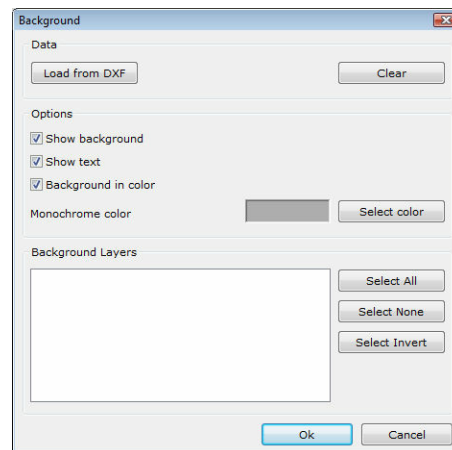 Background
Data
Load from DXF
Clear
Options
Show background
Show text
Background in color
Monochrome color
Select color
Background Layers
Select All
Select None
Select Invert
Ok
Cancel